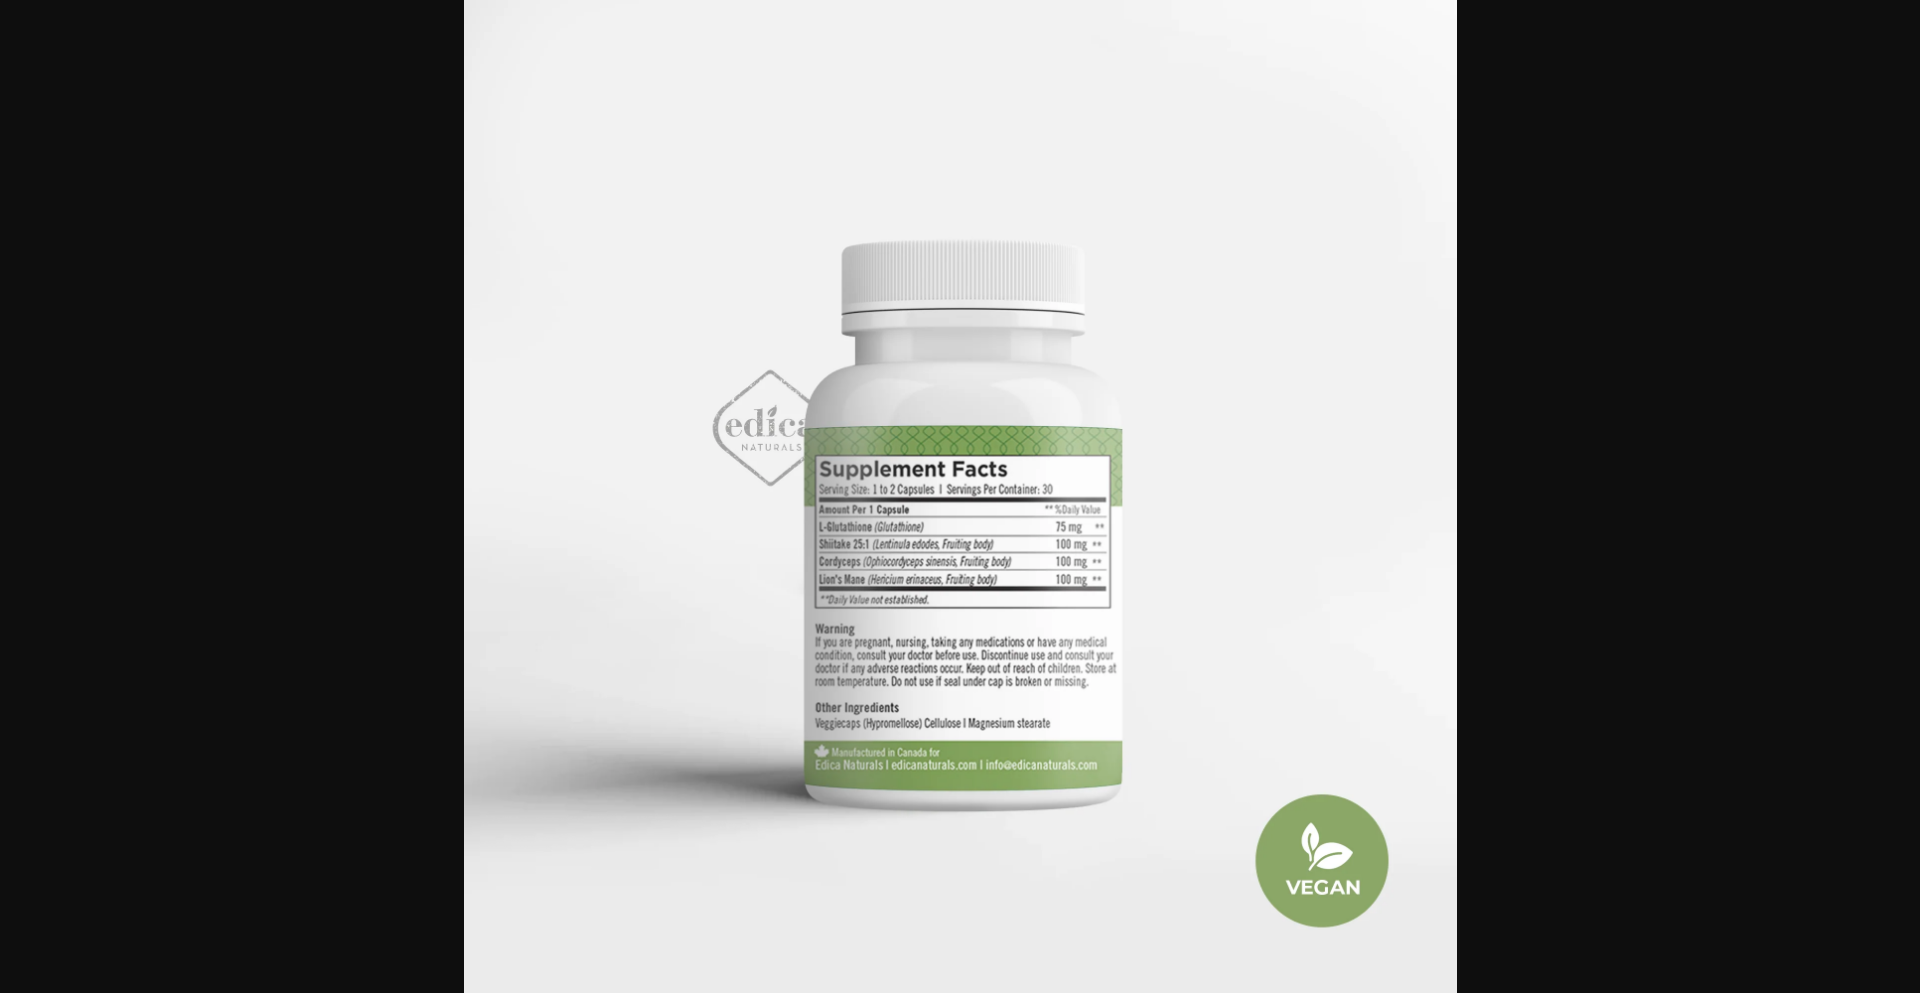 edica
NATURALS
Supplement Facts
Serving Size: 1 to 2 Capsules | Servings Per Container: 30
Amount Per 1 Capsule **%Daily Value
L-Glutathione (Glutathione) 75 mg **
Shiitake 25:1 (Lentinula edodes, Fruiting body) 100 mg **
Cordyceps (Ophiocordyceps sinensis, Fruiting body) 100 mg **
Lion's Mane (Hericium erinaceus, Fruiting body) 100 mg **
**Daily Value not established.
Warning
If you are pregnant, nursing, taking any medications or have any medical
condition, consult your doctor before use. Discontinue use and consult your
doctor if any adverse reactions occur. Keep out of reach of children. Store at
room temperature. Do not use if seal under cap is broken or missing.
Other Ingredients
Veggiecaps (Hypromellose) Cellulose | Magnesium stearate
Manufactured in Canada for
Edica Naturals | edicanaturals.com | info@edicanaturals.com
VEGAN